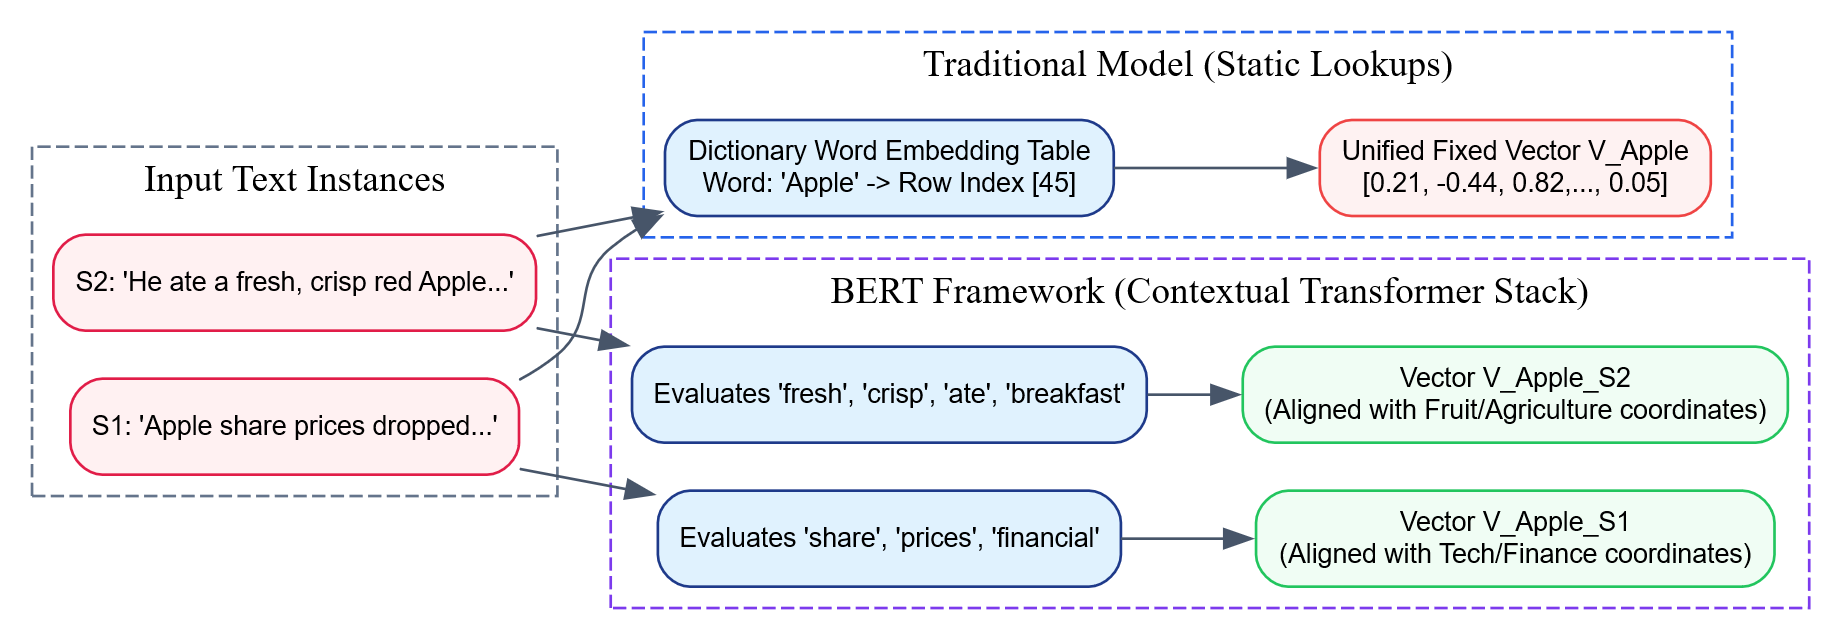 Traditional Model (Static Lookups)
Dictionary Word Embedding Table
Word: 'Apple' -> Row Index [45]
Unified Fixed Vector V_Apple
[0.21, -0.44, 0.82,..., 0.05]
Input Text Instances
S2: 'He ate a fresh, crisp red Apple...'
S1: 'Apple share prices dropped...'
BERT Framework (Contextual Transformer Stack)
Evaluates 'fresh', 'crisp', 'ate', 'breakfast'
Vector V_Apple_S2
(Aligned with Fruit/Agriculture coordinates)
Evaluates 'share', 'prices', 'financial'
Vector V_Apple_S1
(Aligned with Tech/Finance coordinates)